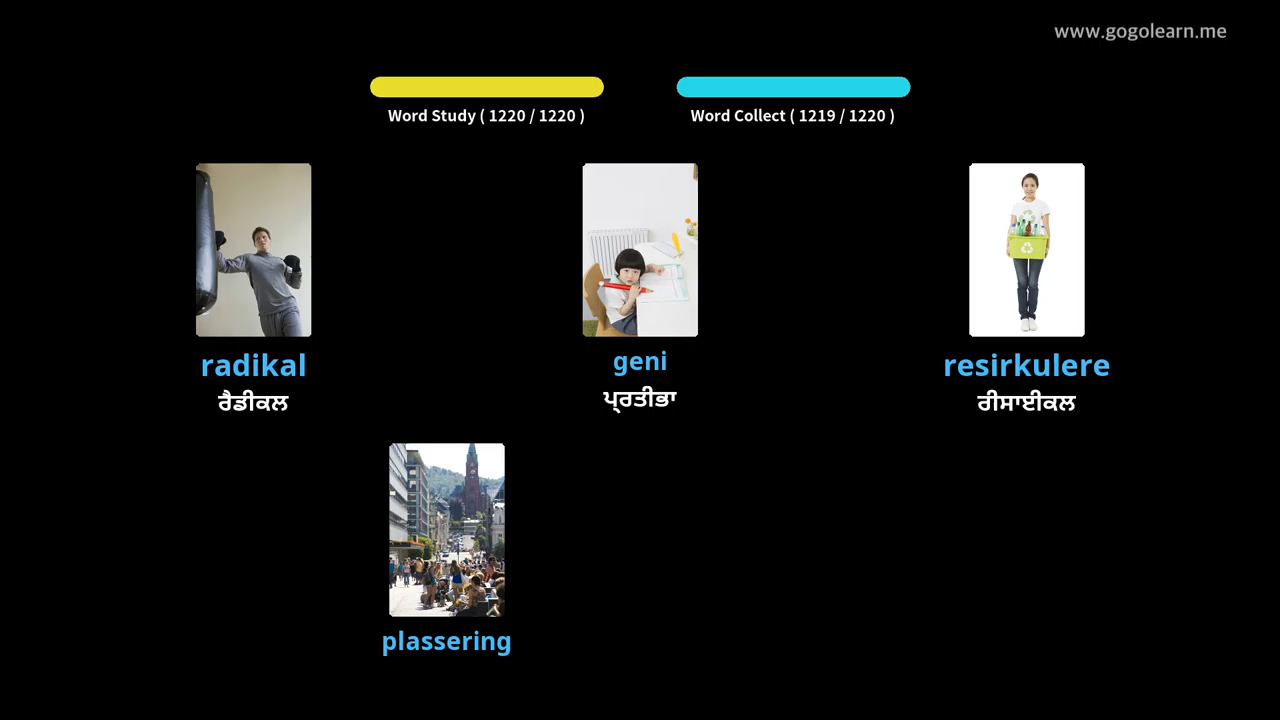 www.gogolearn.me
Word Study ( 1220 / 1220 )
Word Collect ( 1219 / 1220 )
radikal
geni
resirkulere
ਰੈਡੀਕਲ
ਪ੍ਰਤੀਭਾ
ਰੀਸਾਈਕਲ
plassering